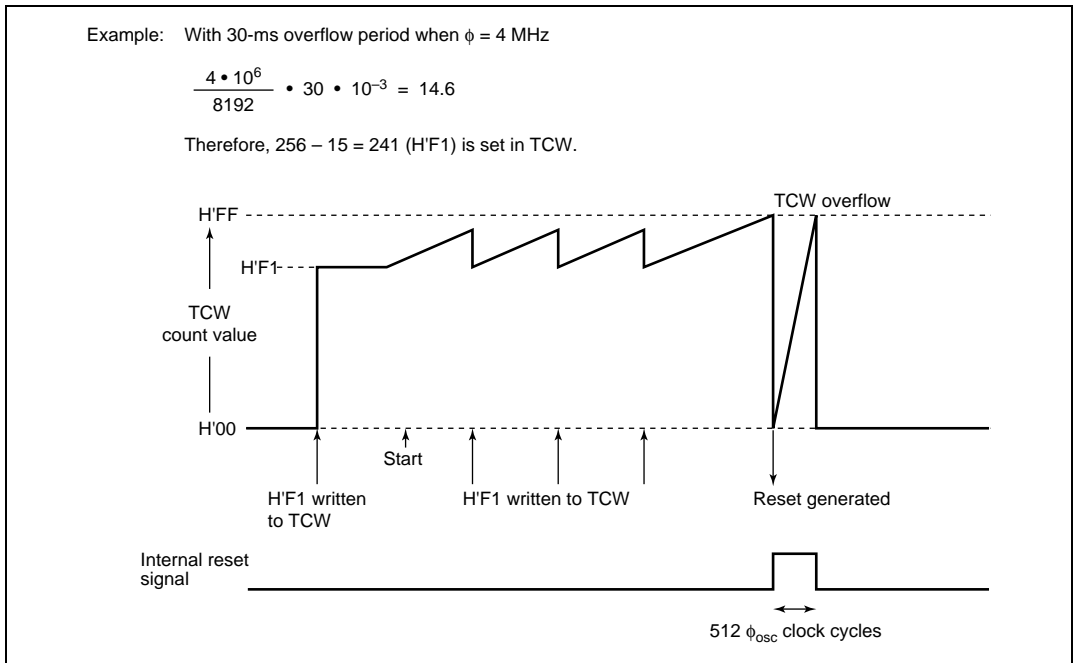 Example: With 30-ms overflow period when ϕ = 4 MHz
4 • 10⁶
8192
• 30 • 10⁻³ = 14.6
Therefore, 256 – 15 = 241 (H'F1) is set in TCW.
TCW overflow
H'FF
H'F1
TCW
count value
H'00
Start
H'F1 written
to TCW
H'F1 written to TCW
Reset generated
Internal reset
signal
512 ϕosc clock cycles